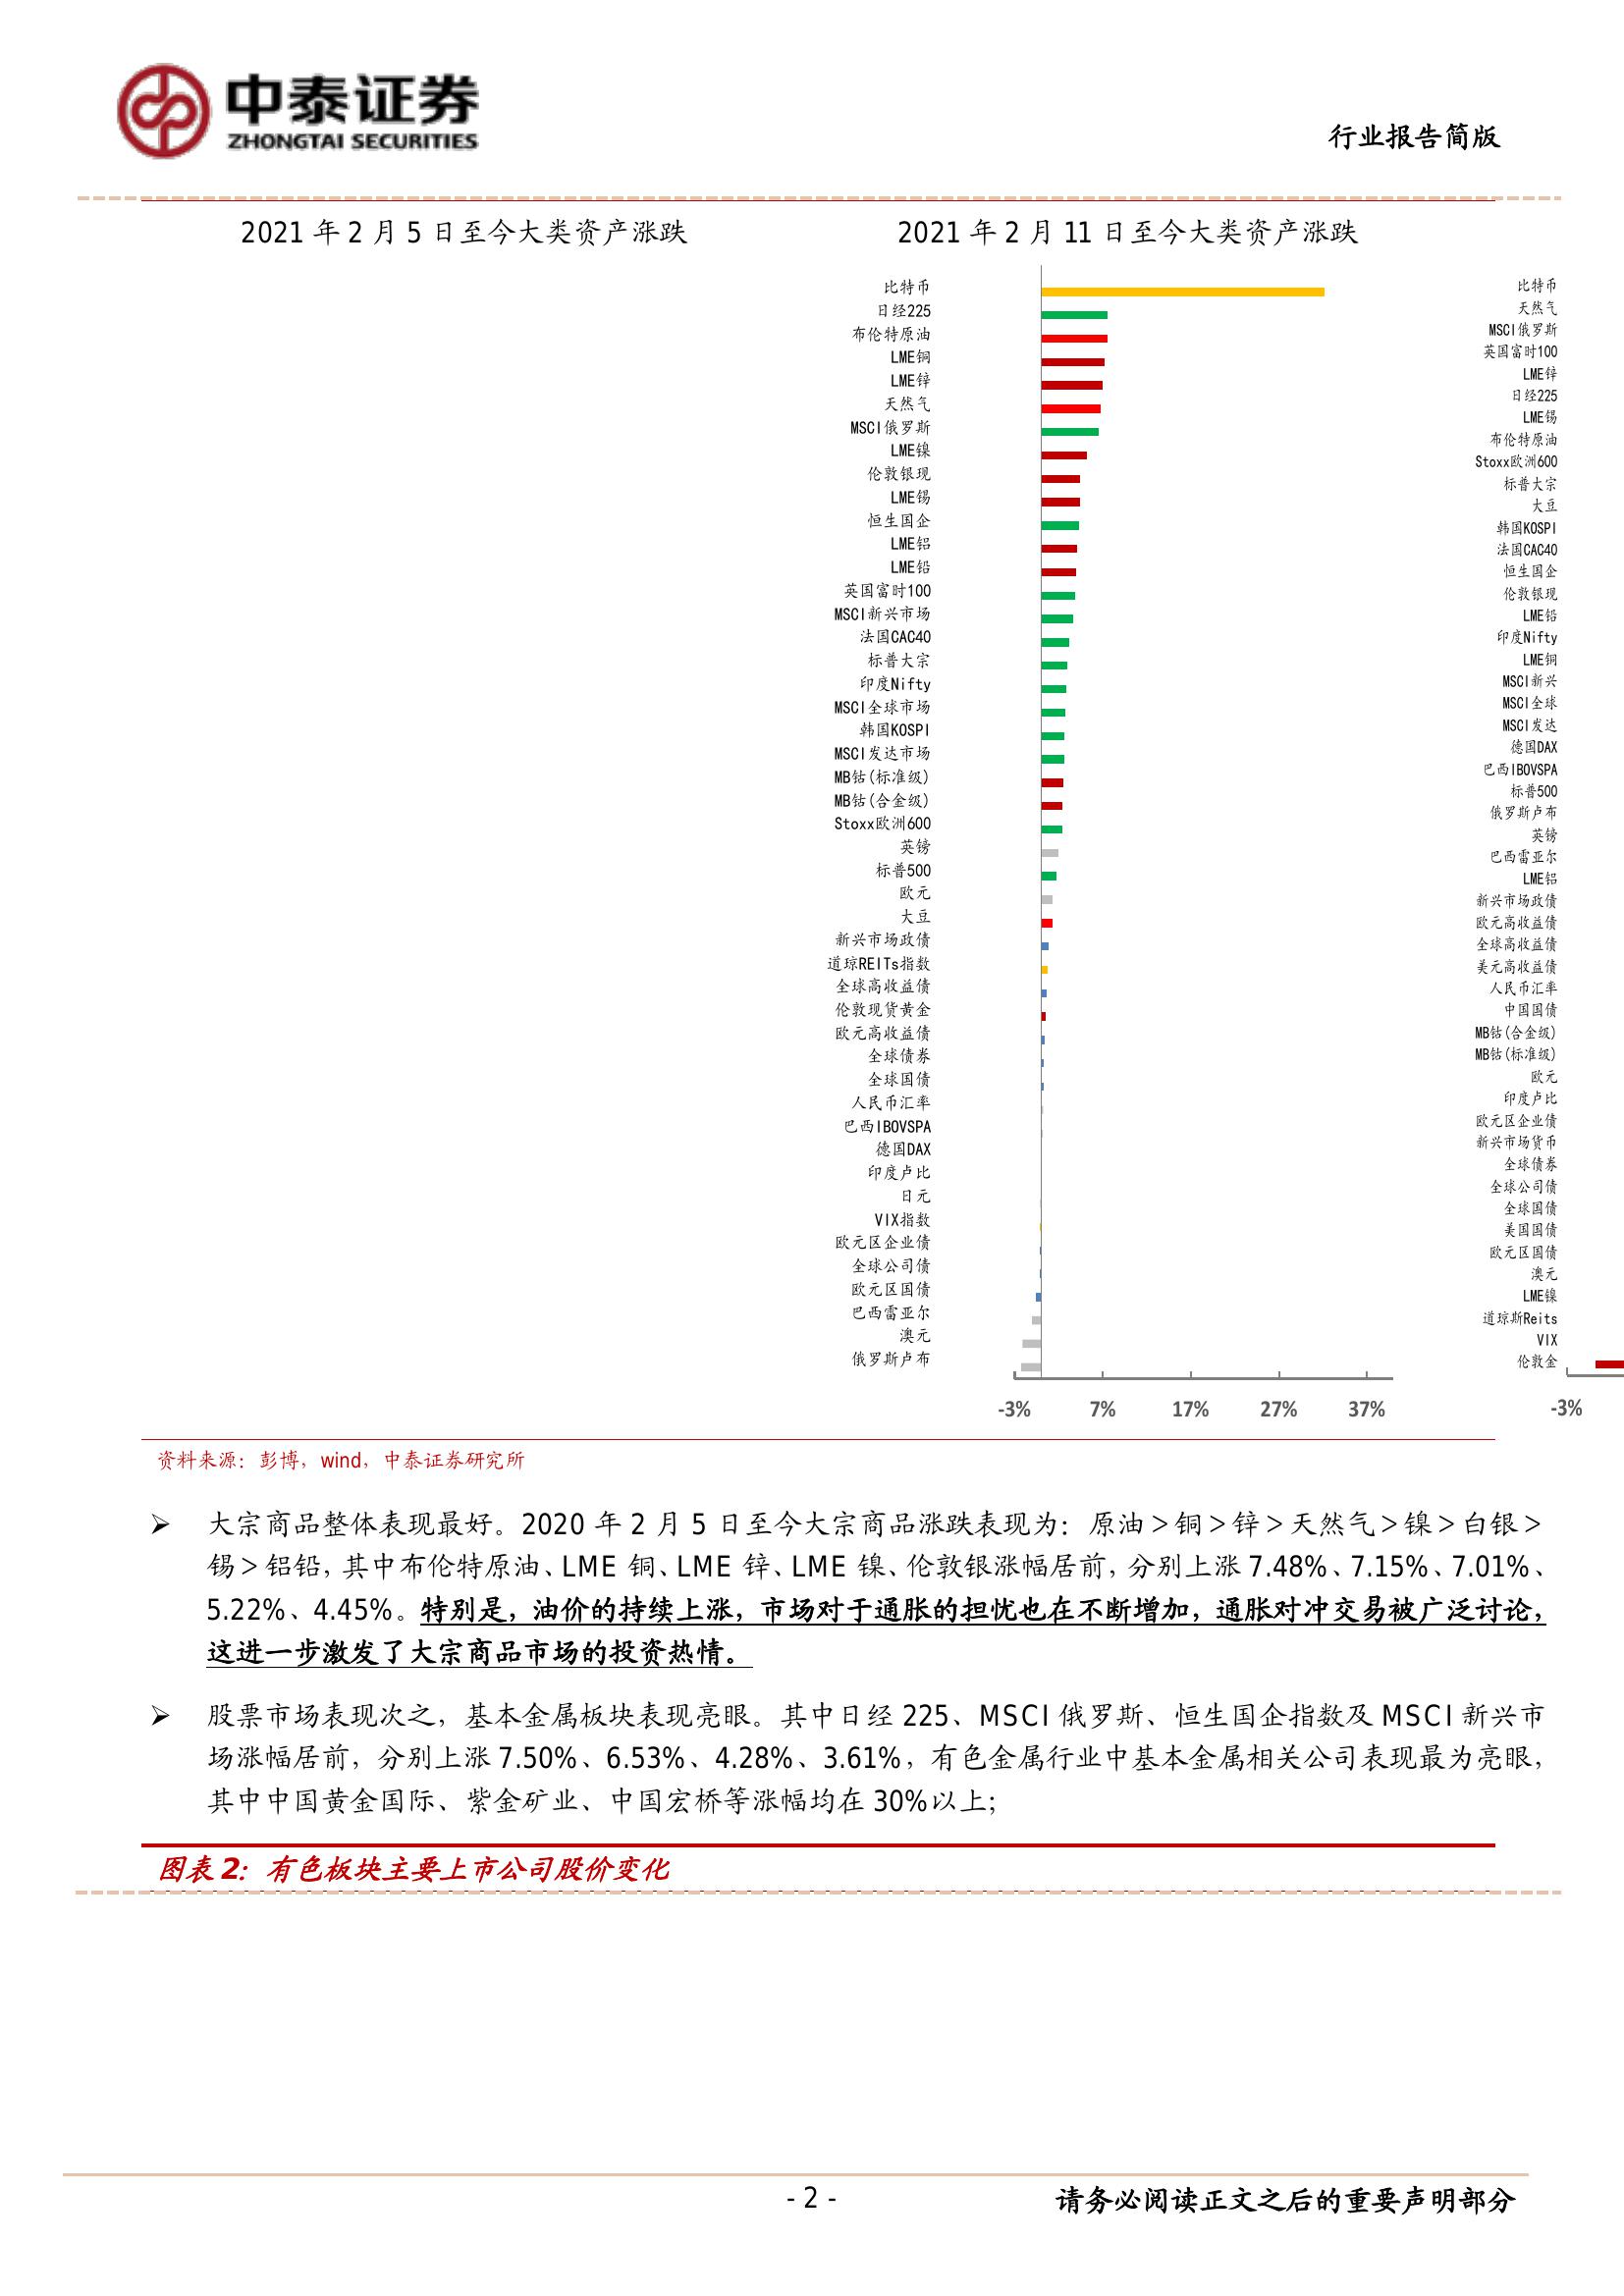 中泰证券
ZHONGTAI SECURITIES
行业报告简版
2021 年 2 月 5 日至今大类资产涨跌
2021 年 2 月 11 日至今大类资产涨跌
比特币
日经225
布伦特原油
LME铜
LME锌
天然气
MSCI俄罗斯
LME镍
伦敦银现
LME锡
恒生国企
LME铝
LME铅
英国富时100
MSCI新兴市场
法国CAC40
标普大宗
印度Nifty
MSCI全球市场
韩国KOSPI
MSCI发达市场
MB钴(标准级)
MB钴(合金级)
Stoxx欧洲600
英镑
标普500
欧元
大豆
新兴市场政债
道琼REITs指数
全球高收益债
伦敦现货黄金
欧元高收益债
全球债券
全球国债
人民币汇率
巴西IBOVSPA
德国DAX
印度卢比
日元
VIX指数
欧元区企业债
全球公司债
欧元区国债
巴西雷亚尔
澳元
俄罗斯卢布
-3% 7% 17% 27% 37%
比特币
天然气
MSCI俄罗斯
英国富时100
LME锌
日经225
LME锡
布伦特原油
Stoxx欧洲600
标普大宗
大豆
韩国KOSPI
法国CAC40
恒生国企
伦敦银现
LME铅
印度Nifty
LME铜
MSCI新兴
MSCI全球
MSCI发达
德国DAX
巴西IBOVSPA
标普500
俄罗斯卢布
英镑
巴西雷亚尔
LME铝
新兴市场政债
欧元高收益债
全球高收益债
美元高收益债
人民币汇率
中国国债
MB钴(合金级)
MB钴(标准级)
欧元
印度卢比
欧元区企业债
新兴市场货币
全球债券
全球公司债
全球国债
美国国债
欧元区国债
澳元
LME镍
道琼斯Reits
VIX
伦敦金
-3%
资料来源：彭博，wind，中泰证券研究所
➢ 大宗商品整体表现最好。2020 年 2 月 5 日至今大宗商品涨跌表现为：原油＞铜＞锌＞天然气＞镍＞白银＞
锡＞铝铅，其中布伦特原油、LME 铜、LME 锌、LME 镍、伦敦银涨幅居前，分别上涨 7.48%、7.15%、7.01%、
5.22%、4.45%。特别是，油价的持续上涨，市场对于通胀的担忧也在不断增加，通胀对冲交易被广泛讨论，
这进一步激发了大宗商品市场的投资热情。
➢ 股票市场表现次之，基本金属板块表现亮眼。其中日经 225、MSCI 俄罗斯、恒生国企指数及 MSCI 新兴市
场涨幅居前，分别上涨 7.50%、6.53%、4.28%、3.61%，有色金属行业中基本金属相关公司表现最为亮眼，
其中中国黄金国际、紫金矿业、中国宏桥等涨幅均在 30%以上；
图表 2：有色板块主要上市公司股价变化
- 2 -
请务必阅读正文之后的重要声明部分